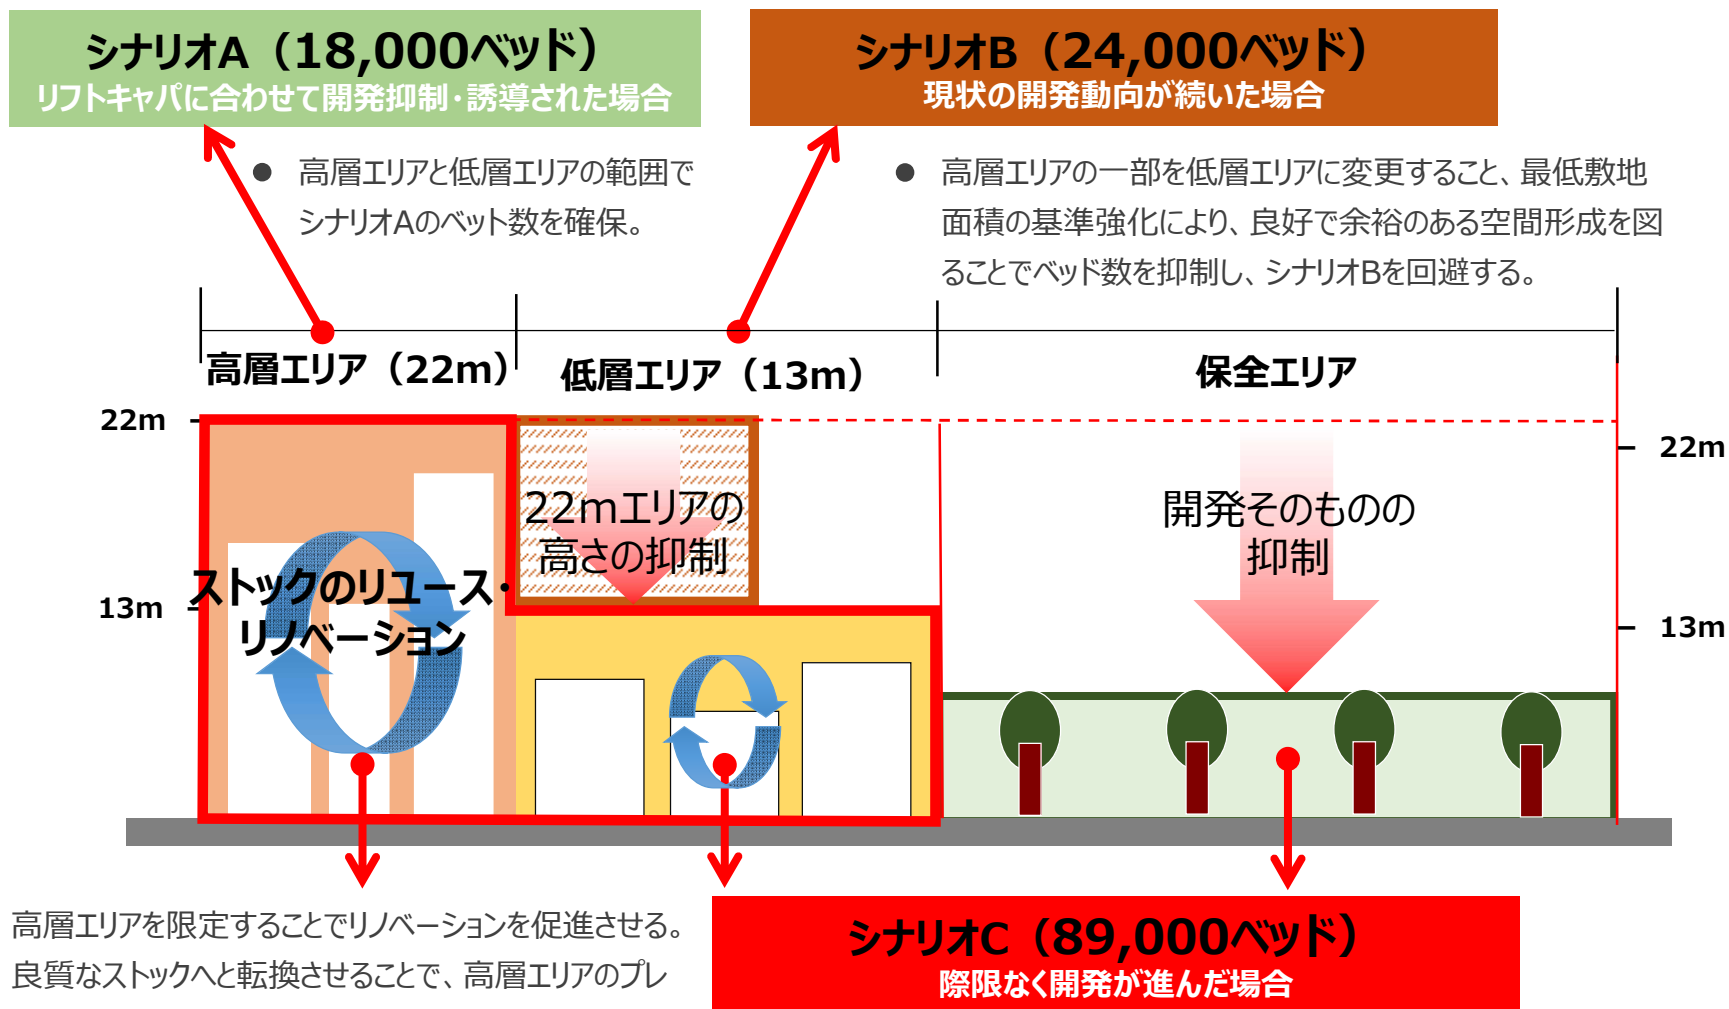 シナリオA（18,000ベッド）
リフトキャパに合わせて開発抑制・誘導された場合
シナリオB（24,000ベッド）
現状の開発動向が続いた場合
● 高層エリアと低層エリアの範囲で
シナリオAのベット数を確保。
● 高層エリアの一部を低層エリアに変更すること、最低敷地
面積の基準強化により、良好で余裕のある空間形成を図
ることでベッド数を抑制し、シナリオBを回避する。
高層エリア（22m）
低層エリア（13m）
保全エリア
22m
13m
22m
13m
22mエリアの
高さの抑制
開発そのものの
抑制
ストックのリユース・
リノベーション
高層エリアを限定することでリノベーションを促進させる。
良質なストックへと転換させることで、高層エリアのプレ
シナリオC（89,000ベッド）
際限なく開発が進んだ場合